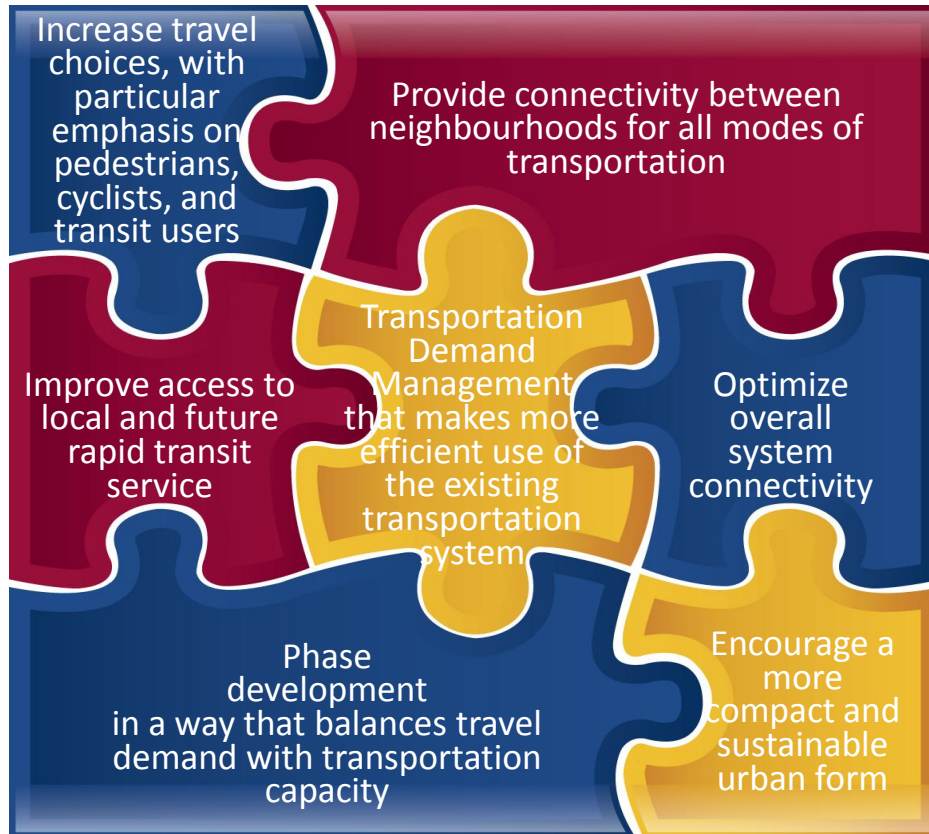 Increase travel
choices, with
particular
emphasis on
pedestrians,
cyclists, and
transit users
Provide connectivity between
neighbourhoods for all modes of
transportation
Improve access to
local and future
rapid transit
service
Transportation
Demand
Management
that makes more
efficient use of
the existing
transportation
system
Optimize
overall
system
connectivity
Phase
development
in a way that balances travel
demand with transportation
capacity
Encourage a
more
compact and
sustainable
urban form